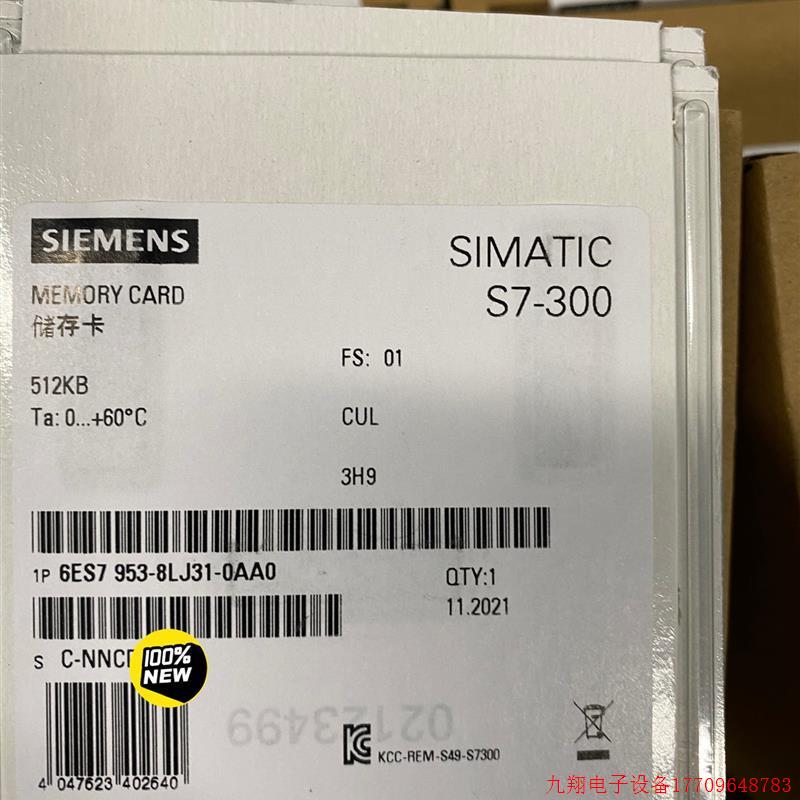 SIEMENS
SIMATIC
S7-300
MEMORY CARD
储存卡
FS: 01
512KB
Ta: 0...+60°C
CUL
3H9
1P 6ES7 953-8LJ31-0AA0
QTY:1
11.2021
S C-NNC
100%
NEW
02123499
KCC-REM-S49-S7300
4 047623 402640
九翔电子设备17709648783